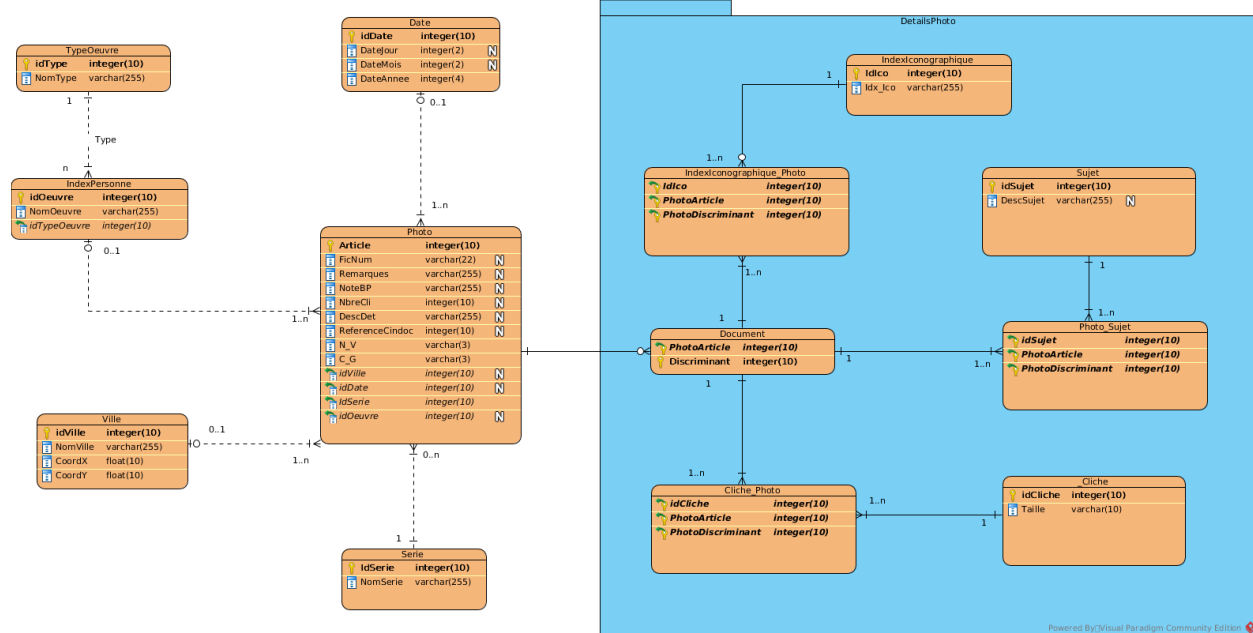 DetailsPhoto
TypeOeuvre
idType integer(10)
NomType varchar(255)
1
Type
n
IndexPersonne
idOeuvre integer(10)
NomOeuvre varchar(255)
idTypeOeuvre integer(10)
0..1
1..n
Date
idDate integer(10)
DateJour integer(2) N
DateMois integer(2) N
DateAnnee integer(4)
0..1
1..n
Photo
Article integer(10)
FicNum varchar(22) N
Remarques varchar(255) N
NoteBP varchar(255) N
NbreCli integer(10) N
DescDet varchar(255) N
ReferenceCindoc integer(10) N
N_V varchar(3)
C_G varchar(3)
idVille integer(10) N
idDate integer(10) N
IdSerie integer(10)
idOeuvre integer(10) N
Ville
idVille integer(10)
NomVille varchar(255)
CoordX float(10)
CoordY float(10)
0..1
1..n
0..n
1
Serie
IdSerie integer(10)
NomSerie varchar(255)
IndexIconographique
IdIco integer(10)
Idx_Ico varchar(255)
1
1..n
IndexIconographique_Photo
IdIco integer(10)
PhotoArticle integer(10)
PhotoDiscriminant integer(10)
1..n
1
Sujet
idSujet integer(10)
DescSujet varchar(255) N
1
1..n
Photo_Sujet
idSujet integer(10)
PhotoArticle integer(10)
PhotoDiscriminant integer(10)
Document
PhotoArticle integer(10)
Discriminant integer(10)
1
1..n
1
1..n
Cliche_Photo
idCliche integer(10)
PhotoArticle integer(10)
PhotoDiscriminant integer(10)
1..n
1
_Cliche
idCliche integer(10)
Taille varchar(10)
Powered By Visual Paradigm Community Edition